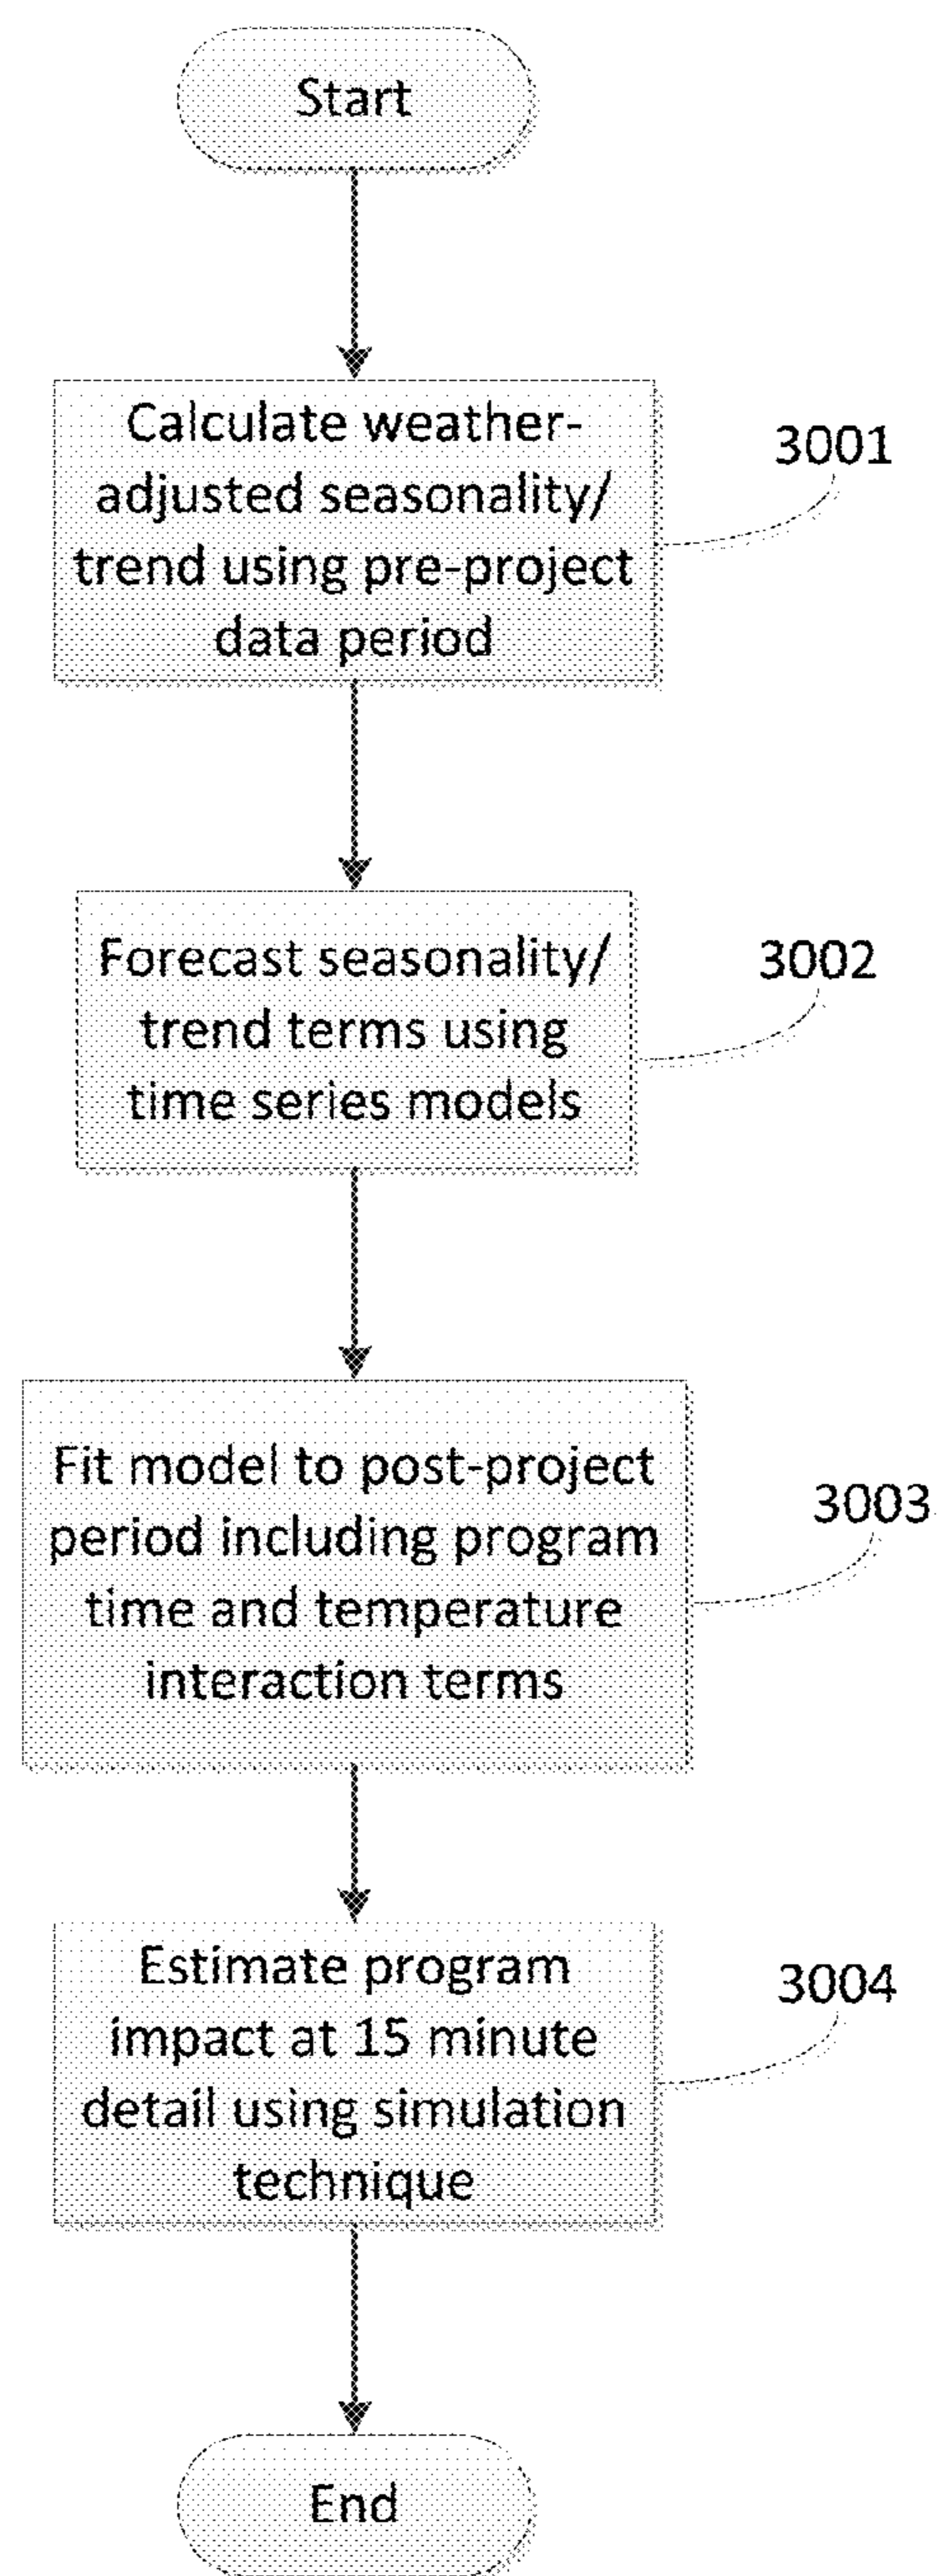 Start
Calculate weather-
adjusted seasonality/
trend using pre-project
data period
3001
Forecast seasonality/
trend terms using
time series models
3002
Fit model to post-project
period including program
time and temperature
interaction terms
3003
Estimate program
impact at 15 minute
detail using simulation
technique
3004
End